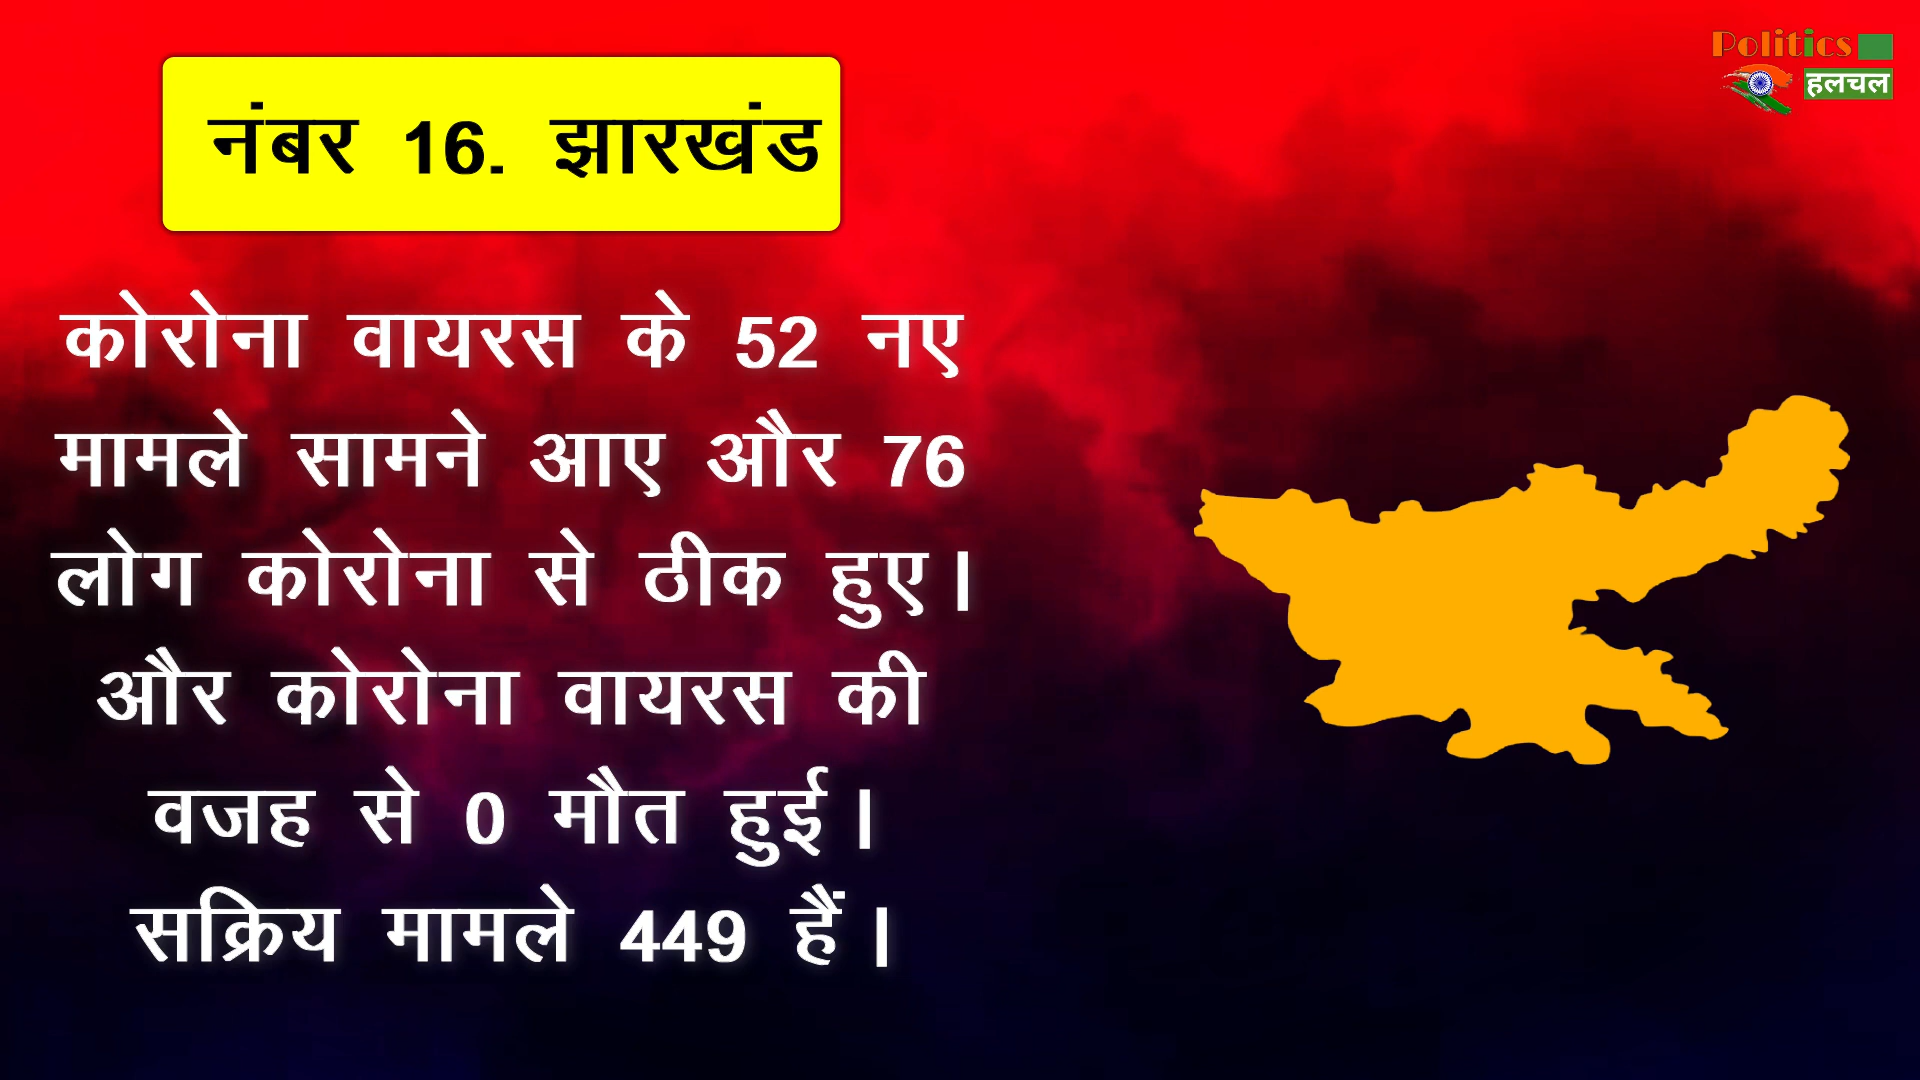 Politics
हलचल
नंबर 16. झारखंड
कोरोना वायरस के 52 नए
मामले सामने आए और 76
लोग कोरोना से ठीक हुए।
और कोरोना वायरस की
वजह से 0 मौत हुई।
सक्रिय मामले 449 हैं।